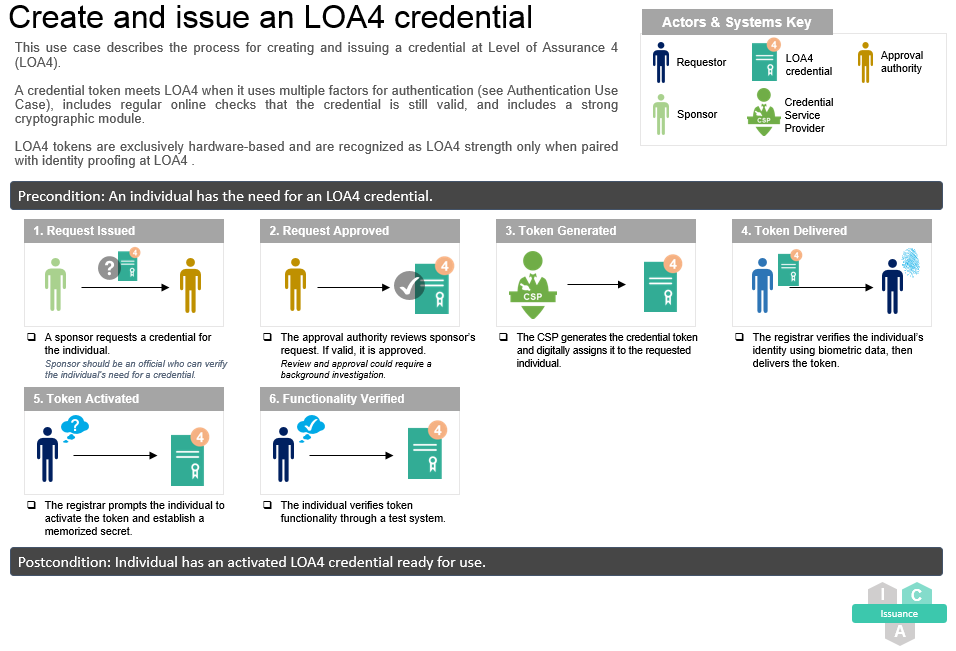 Create and issue an LOA4 credential
This use case describes the process for creating and issuing a credential at Level of Assurance 4
(LOA4).
A credential token meets LOA4 when it uses multiple factors for authentication (see Authentication Use
Case), includes regular online checks that the credential is still valid, and includes a strong
cryptographic module.
LOA4 tokens are exclusively hardware-based and are recognized as LOA4 strength only when paired
with identity proofing at LOA4 .
Actors & Systems Key
Requestor
4
LOA4
credential
Approval
authority
Sponsor
CSP
Credential
Service
Provider
Precondition: An individual has the need for an LOA4 credential.
1. Request Issued
? 4
A sponsor requests a credential for
the individual.
Sponsor should be an official who can verify
the individual's need for a credential.
2. Request Approved
4
The approval authority reviews sponsor's
request. If valid, it is approved.
Review and approval could require a
background investigation.
3. Token Generated
CSP
4
The CSP generates the credential token
and digitally assigns it to the requested
individual.
4. Token Delivered
4
The registrar verifies the individual's
identity using biometric data, then
delivers the token.
5. Token Activated
?
4
The registrar prompts the individual to
activate the token and establish a
memorized secret.
6. Functionality Verified
4
The individual verifies token
functionality through a test system.
Postcondition: Individual has an activated LOA4 credential ready for use.
I C
Issuance
A